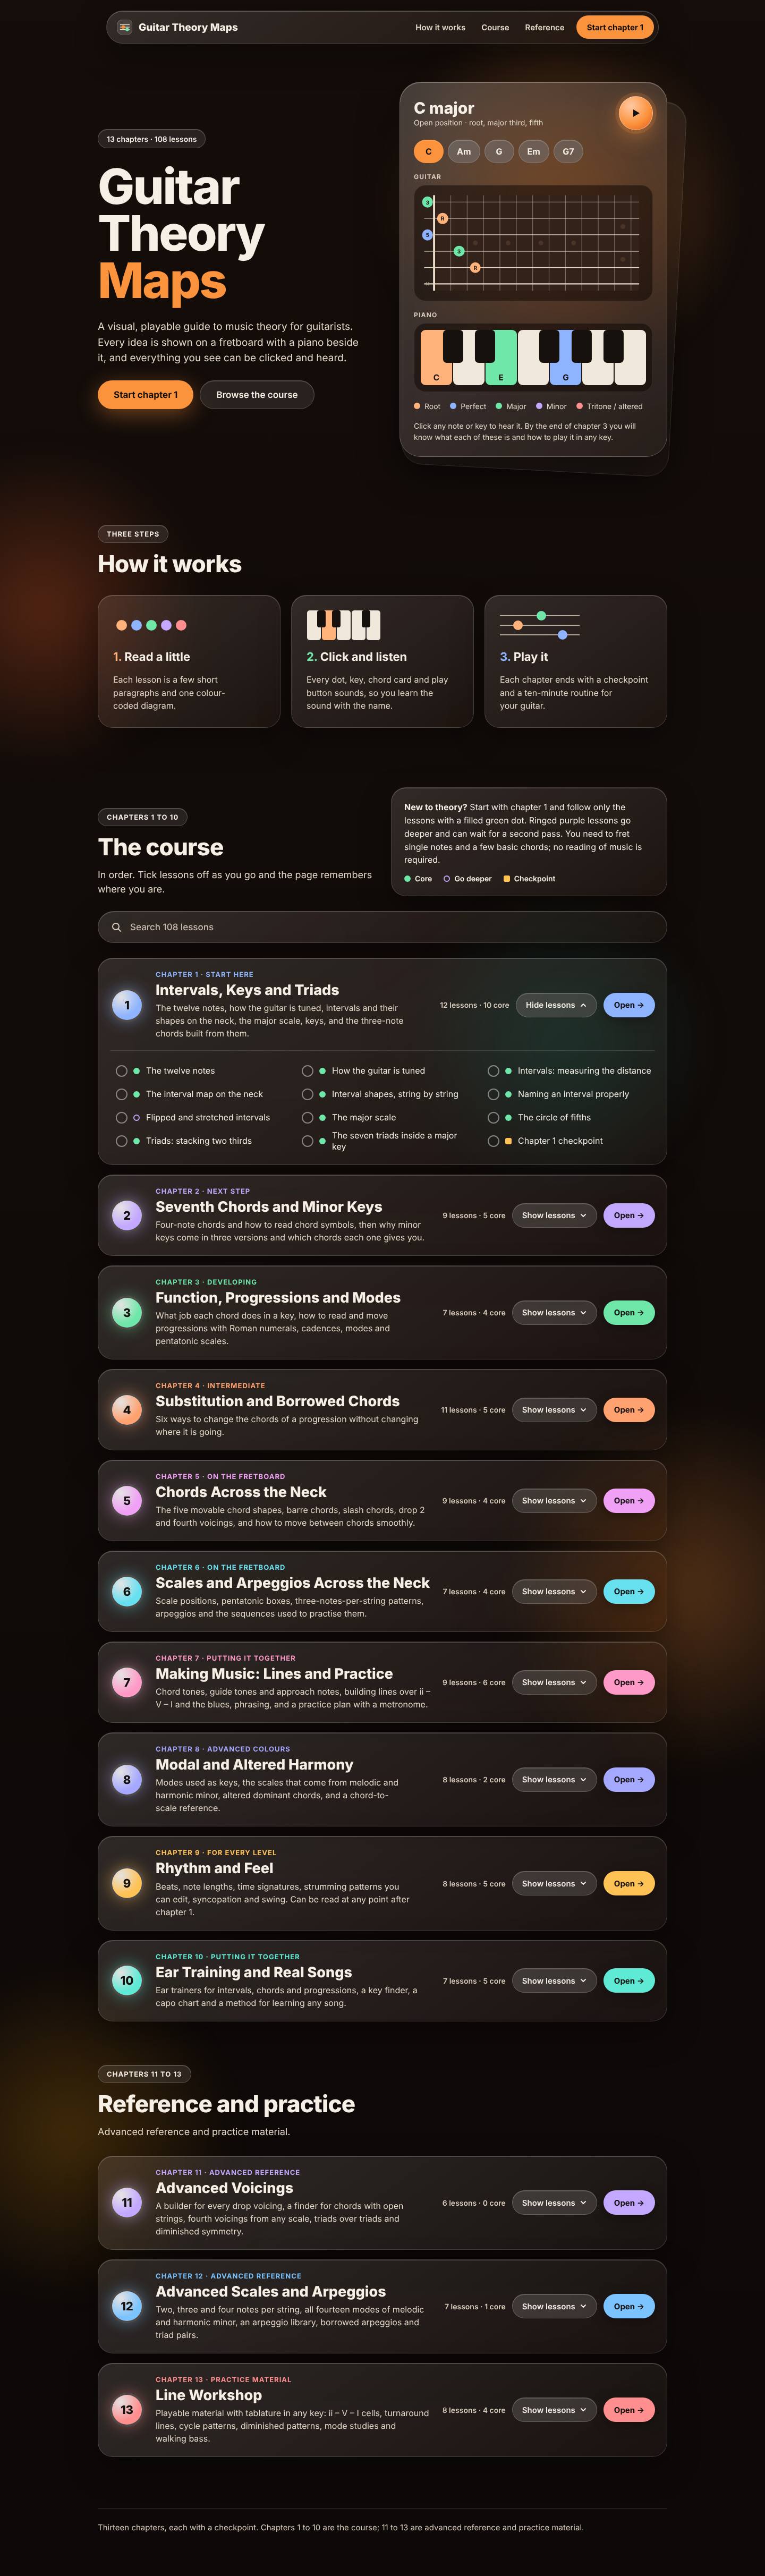 Guitar Theory Maps
How it works
Course
Reference
Start chapter 1
13 chapters · 108 lessons
Guitar
Theory
Maps
A visual, playable guide to music theory for guitarists.
Every idea is shown on a fretboard with a piano beside
it, and everything you see can be clicked and heard.
Start chapter 1
Browse the course
C major
Open position · root, major third, fifth
C
Am
G
Em
G7
GUITAR
3
R
5
3
R
PIANO
C
E
G
Root
Perfect
Major
Minor
Tritone / altered
Click any note or key to hear it. By the end of chapter 3 you will
know what each of these is and how to play it in any key.
THREE STEPS
How it works
1. Read a little
Each lesson is a few short
paragraphs and one colour-
coded diagram.
2. Click and listen
Every dot, key, chord card and play
button sounds, so you learn the
sound with the name.
3. Play it
Each chapter ends with a checkpoint
and a ten-minute routine for
your guitar.
CHAPTERS 1 TO 10
The course
In order. Tick lessons off as you go and the page remembers
where you are.
New to theory? Start with chapter 1 and follow only the
lessons with a filled green dot. Ringed purple lessons go
deeper and can wait for a second pass. You need to fret
single notes and a few basic chords; no reading of music is
required.
Core
Go deeper
Checkpoint
Search 108 lessons
1
CHAPTER 1 · START HERE
Intervals, Keys and Triads
The twelve notes, how the guitar is tuned, intervals and their
shapes on the neck, the major scale, keys, and the three-note
chords built from them.
12 lessons · 10 core
Hide lessons
Open →
The twelve notes
How the guitar is tuned
Intervals: measuring the distance
The interval map on the neck
Interval shapes, string by string
Naming an interval properly
Flipped and stretched intervals
The major scale
The circle of fifths
Triads: stacking two thirds
The seven triads inside a major
key
Chapter 1 checkpoint
2
CHAPTER 2 · NEXT STEP
Seventh Chords and Minor Keys
Four-note chords and how to read chord symbols, then why minor
keys come in three versions and which chords each one gives you.
9 lessons · 5 core
Show lessons
Open →
3
CHAPTER 3 · DEVELOPING
Function, Progressions and Modes
What job each chord does in a key, how to read and move
progressions with Roman numerals, cadences, modes and
pentatonic scales.
7 lessons · 4 core
Show lessons
Open →
4
CHAPTER 4 · INTERMEDIATE
Substitution and Borrowed Chords
Six ways to change the chords of a progression without changing
where it is going.
11 lessons · 5 core
Show lessons
Open →
5
CHAPTER 5 · ON THE FRETBOARD
Chords Across the Neck
The five movable chord shapes, barre chords, slash chords, drop 2
and fourth voicings, and how to move between chords smoothly.
9 lessons · 4 core
Show lessons
Open →
6
CHAPTER 6 · ON THE FRETBOARD
Scales and Arpeggios Across the Neck
Scale positions, pentatonic boxes, three-notes-per-string patterns,
arpeggios and the sequences used to practise them.
7 lessons · 4 core
Show lessons
Open →
7
CHAPTER 7 · PUTTING IT TOGETHER
Making Music: Lines and Practice
Chord tones, guide tones and approach notes, building lines over ii –
V – I and the blues, phrasing, and a practice plan with a metronome.
9 lessons · 6 core
Show lessons
Open →
8
CHAPTER 8 · ADVANCED COLOURS
Modal and Altered Harmony
Modes used as keys, the scales that come from melodic and
harmonic minor, altered dominant chords, and a chord-to-
scale reference.
8 lessons · 2 core
Show lessons
Open →
9
CHAPTER 9 · FOR EVERY LEVEL
Rhythm and Feel
Beats, note lengths, time signatures, strumming patterns you
can edit, syncopation and swing. Can be read at any point after
chapter 1.
8 lessons · 5 core
Show lessons
Open →
10
CHAPTER 10 · PUTTING IT TOGETHER
Ear Training and Real Songs
Ear trainers for intervals, chords and progressions, a key finder, a
capo chart and a method for learning any song.
7 lessons · 5 core
Show lessons
Open →
CHAPTERS 11 TO 13
Reference and practice
Advanced reference and practice material.
11
CHAPTER 11 · ADVANCED REFERENCE
Advanced Voicings
A builder for every drop voicing, a finder for chords with open
strings, fourth voicings from any scale, triads over triads and
diminished symmetry.
6 lessons · 0 core
Show lessons
Open →
12
CHAPTER 12 · ADVANCED REFERENCE
Advanced Scales and Arpeggios
Two, three and four notes per string, all fourteen modes of melodic
and harmonic minor, an arpeggio library, borrowed arpeggios and
triad pairs.
7 lessons · 1 core
Show lessons
Open →
13
CHAPTER 13 · PRACTICE MATERIAL
Line Workshop
Playable material with tablature in any key: ii – V – I cells, turnaround
lines, cycle patterns, diminished patterns, mode studies and
walking bass.
8 lessons · 4 core
Show lessons
Open →
Thirteen chapters, each with a checkpoint. Chapters 1 to 10 are the course; 11 to 13 are advanced reference and practice material.